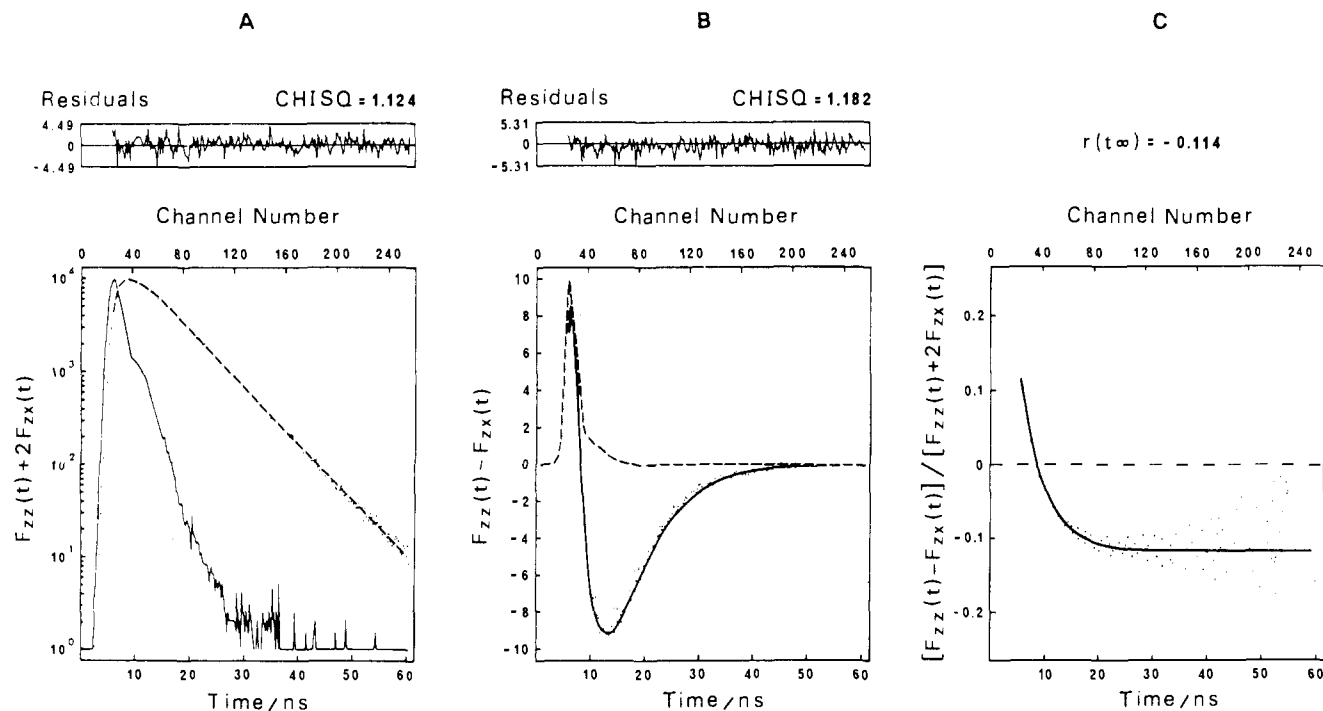 A
B
C
Residuals CHISQ = 1.124
4.49
0
-4.49
Residuals CHISQ = 1.182
5.31
0
-5.31
r(t∞) = - 0.114
Channel Number
0 40 80 120 160 200 240
10⁴
10³
10²
10¹
10⁰
F_zz(t) + 2F_zx(t)
10 20 30 40 50 60
Time/ns
Channel Number
0 40 80 120 160 200 240
10
8
6
4
2
0
-2
-4
-6
-8
-10
F_zz(t) - F_zx(t)
10 20 30 40 50 60
Time/ns
Channel Number
0 40 80 120 160 200 240
0.2
0.1
0
-0.1
-0.2
[F_zz(t) - F_zx(t)] / [F_zz(t) + 2F_zx(t)]
10 20 30 40 50 60
Time/ns